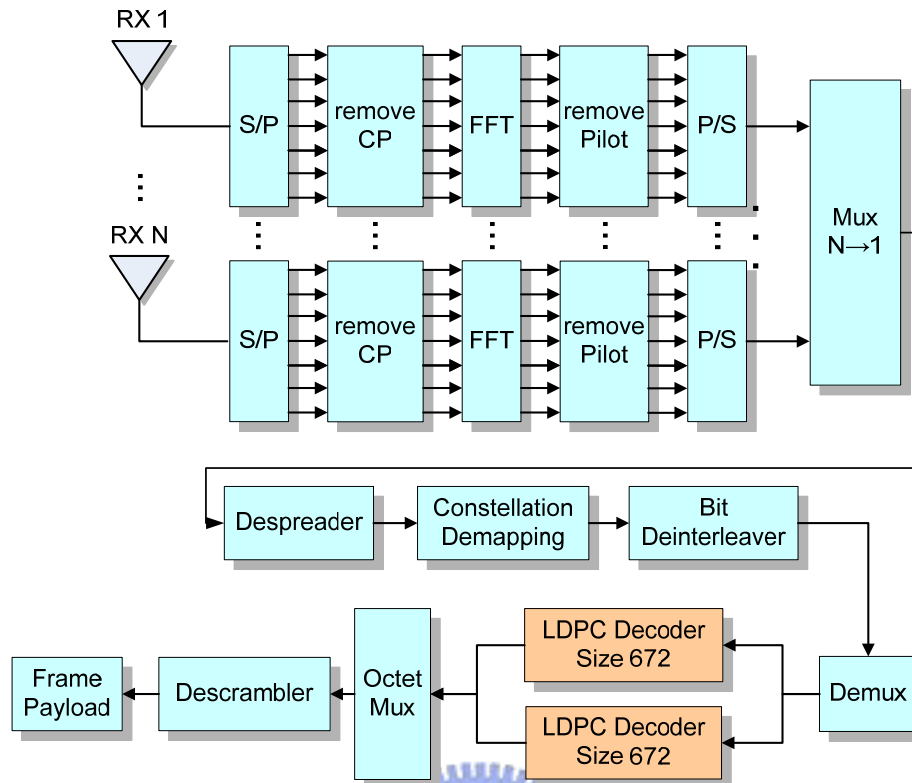 RX 1
S/P
remove
CP
FFT
remove
Pilot
P/S
Mux
N→1
RX N
S/P
remove
CP
FFT
remove
Pilot
P/S
Despreader
Constellation
Demapping
Bit
Deinterleaver
LDPC Decoder
Size 672
Frame
Payload
Descrambler
Octet
Mux
Demux
LDPC Decoder
Size 672